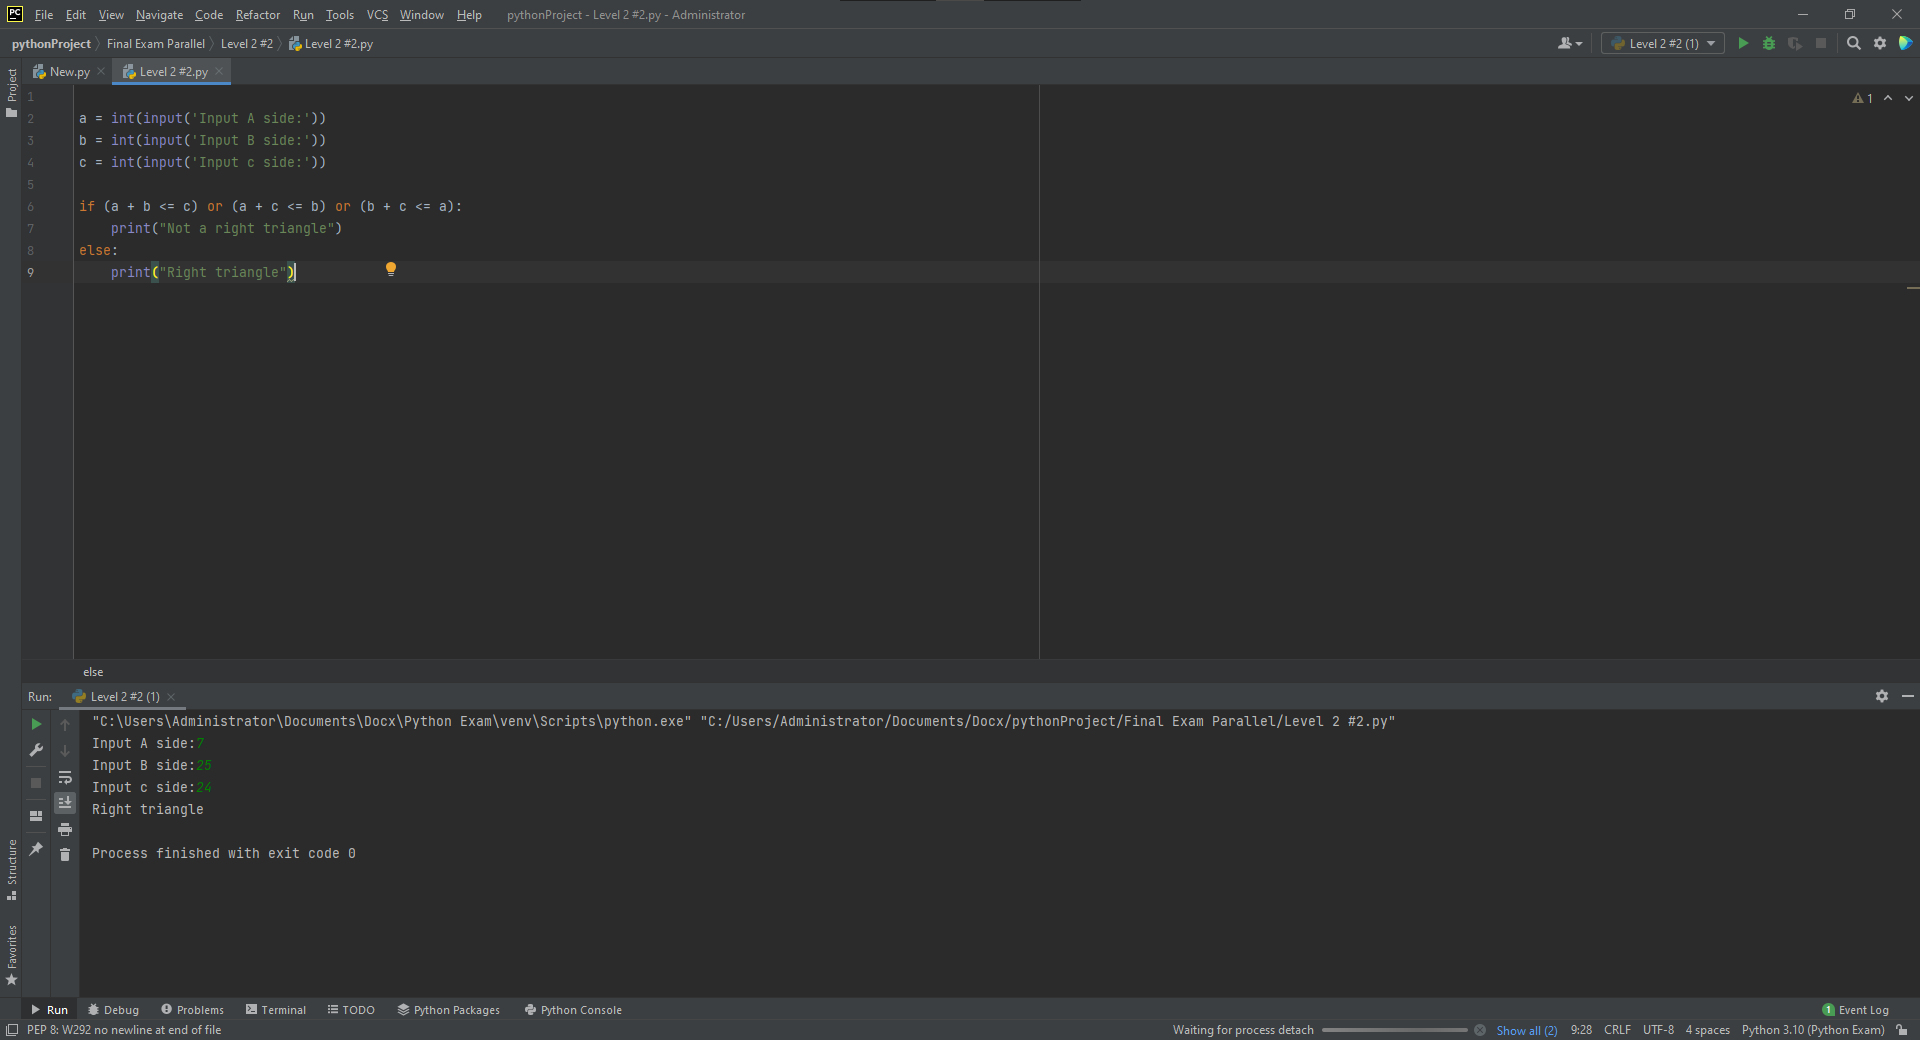 PC File Edit View Navigate Code Refactor Run Tools VCS Window Help pythonProject - Level 2 #2.py - Administrator
pythonProject Final Exam Parallel Level 2 #2 Level 2 #2.py Level 2 #2 (1)
New.py Level 2 #2.py
Project
1
1
2 a = int(input('Input A side:'))
3 b = int(input('Input B side:'))
4 c = int(input('Input c side:'))
5
6 if (a + b <= c) or (a + c <= b) or (b + c <= a):
7 print("Not a right triangle")
8 else:
9 print("Right triangle")
else
Run: Level 2 #2 (1)
"C:\Users\Administrator\Documents\Docx\Python Exam\venv\Scripts\python.exe" "C:/Users/Administrator/Documents/Docx/pythonProject/Final Exam Parallel/Level 2 #2.py"
Input A side:7
Input B side:25
Input c side:24
Right triangle
Process finished with exit code 0
Structure
Favorites
Run Debug Problems Terminal TODO Python Packages Python Console 1 Event Log
PEP 8: W292 no newline at end of file Waiting for process detach Show all (2) 9:28 CRLF UTF-8 4 spaces Python 3.10 (Python Exam)